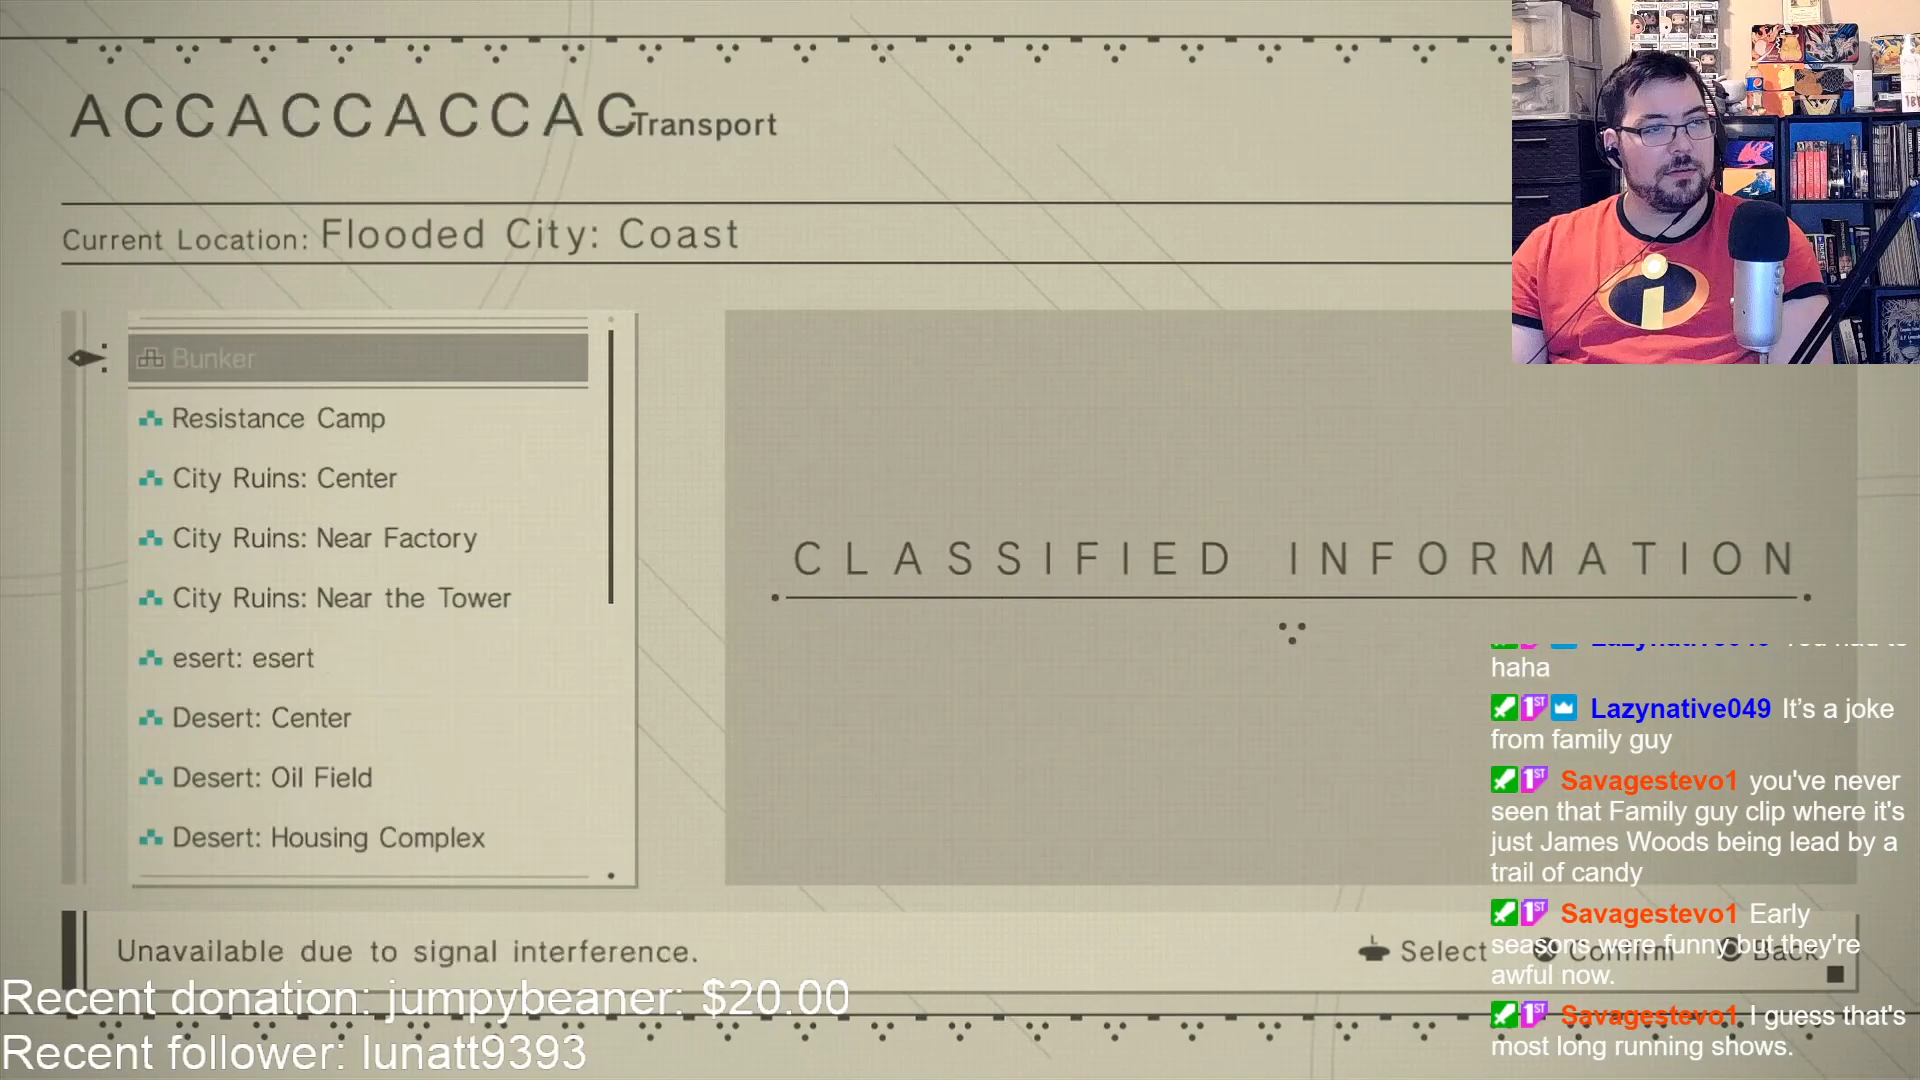 ACCACCACCAC-Transport
Current Location: Flooded City: Coast
Bunker
Resistance Camp
City Ruins: Center
City Ruins: Near Factory
City Ruins: Near the Tower
esert: esert
Desert: Center
Desert: Oil Field
Desert: Housing Complex
CLASSIFIED INFORMATION
Unavailable due to signal interference.
Select Confirm Back
Recent donation: jumpybeaner: $20.00
Recent follower: lunatt9393
haha
Lazynative049 It’s a joke
from family guy
Savagestevo1 you've never
seen that Family guy clip where it's
just James Woods being lead by a
trail of candy
Savagestevo1 Early
seasons were funny but they're
awful now.
Savagestevo1 I guess that's
most long running shows.